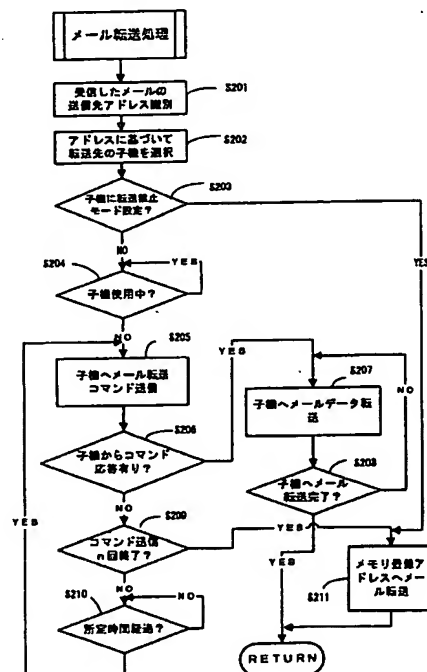 メール転送処理
S201
受信したメールの
送信先アドレス識別
S202
アドレスに基づいて
転送先の子機を選択
S203
子機に転送禁止
モード設定?
NO
YES
S204
YES
子機使用中?
NO
S205
子機へメール転送
コマンド送信
YES
S207
子機へメールデータ転
送
NO
S206
子機からコマンド
応答有り?
NO
S208
子機へメール
転送完了?
YES
S209
コマンド送信
n回終了?
YES
NO
S210
所定時間経過?
NO
YES
メモリ登録ア
ドレスへメー
ル転送
S211
RETURN